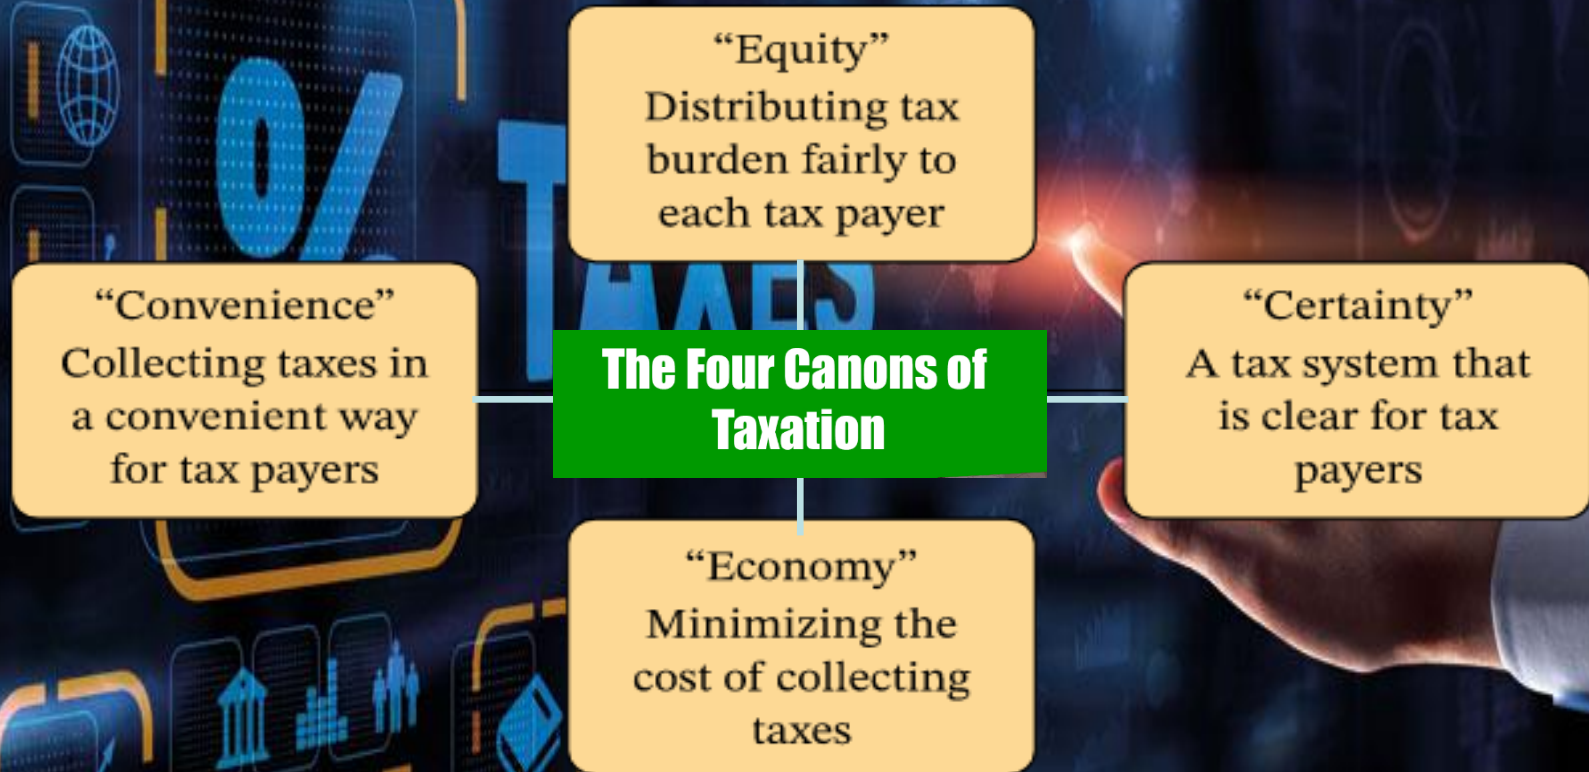 “Equity”
Distributing tax
burden fairly to
each tax payer
%
TAXES
“Convenience”
Collecting taxes in
a convenient way
for tax payers
The Four Canons of
Taxation
“Certainty”
A tax system that
is clear for tax
payers
“Economy”
Minimizing the
cost of collecting
taxes